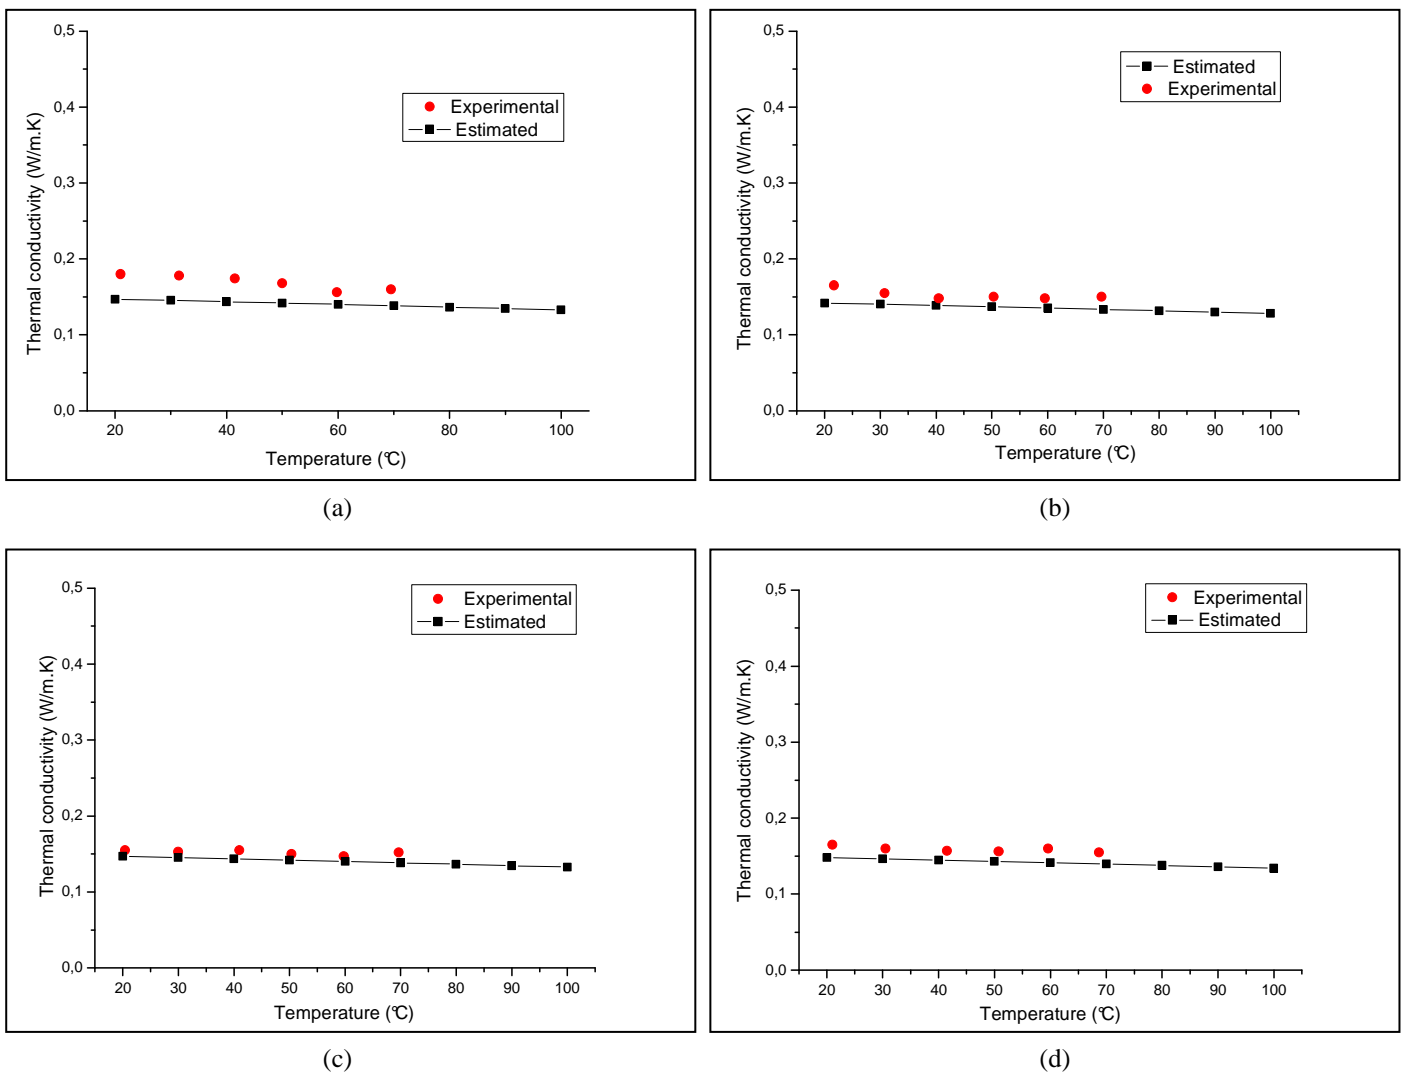 0,5
0,4
0,3
0,2
0,1
0,0
Thermal conductivity (W/m.K)
Experimental
Estimated
20 40 60 80 100
Temperature (°C)
(a)
0,5
0,4
0,3
0,2
0,1
0,0
Thermal conductivity (W/m.K)
Estimated
Experimental
20 30 40 50 60 70 80 90 100
Temperature (°C)
(b)
0,5
0,4
0,3
0,2
0,1
0,0
Thermal conductivity (W/m.K)
Experimental
Estimated
20 30 40 50 60 70 80 90 100
Temperature (°C)
(c)
0,5
0,4
0,3
0,2
0,1
0,0
Thermal conductivity (W/m.K)
Experimental
Estimated
20 30 40 50 60 70 80 90 100
Temperature (°C)
(d)